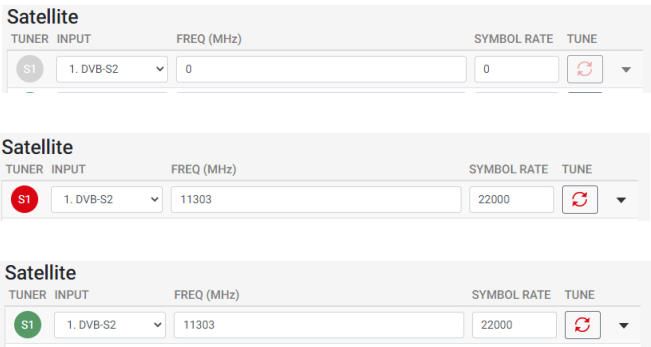 Satellite
TUNER INPUT FREQ (MHz) SYMBOL RATE TUNE
S1 1. DVB-S2 0 0
Satellite
TUNER INPUT FREQ (MHz) SYMBOL RATE TUNE
S1 1. DVB-S2 11303 22000
Satellite
TUNER INPUT FREQ (MHz) SYMBOL RATE TUNE
S1 1. DVB-S2 11303 22000